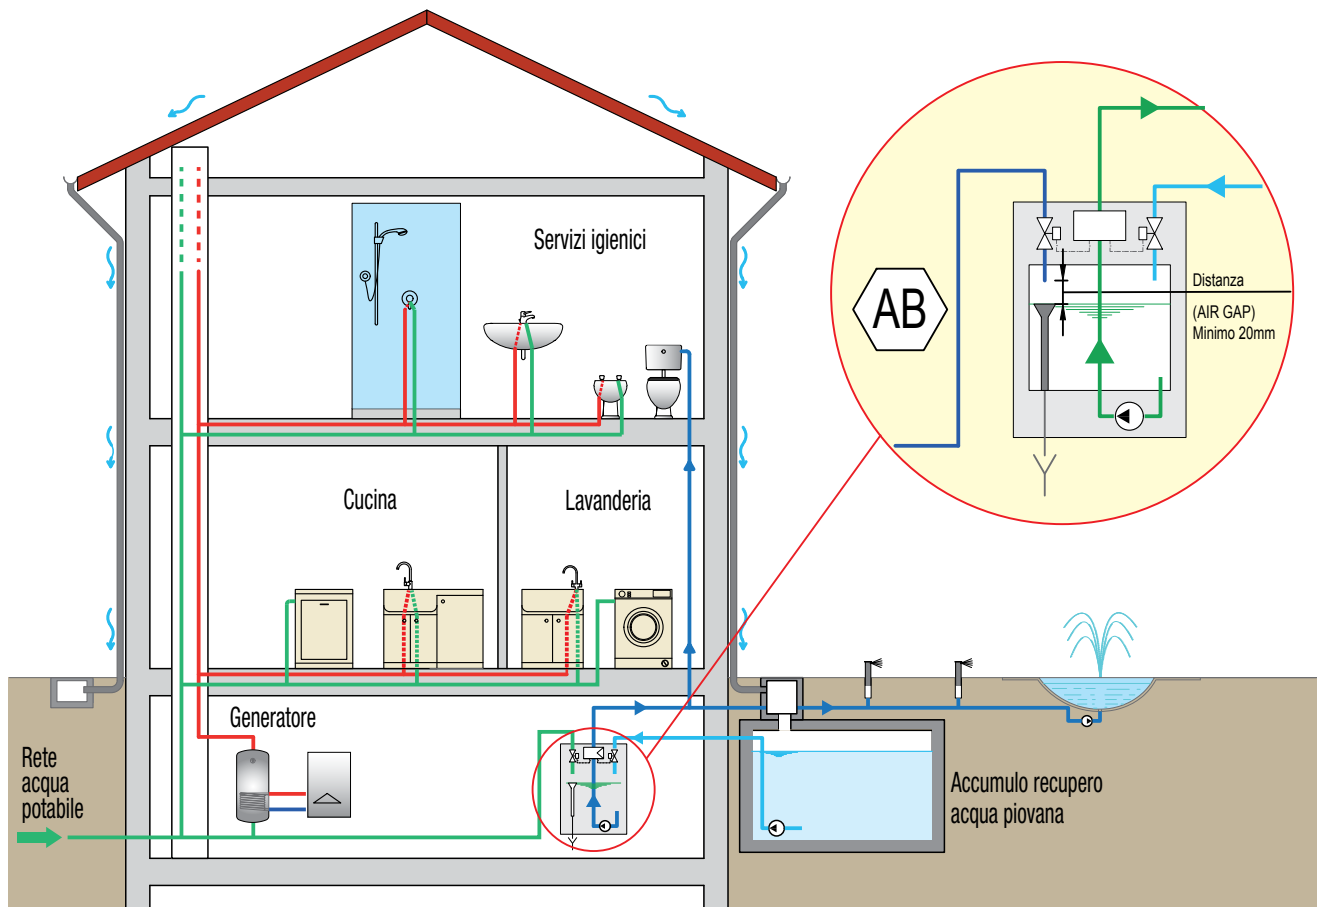 Servizi igienici
AB
Distanza
(AIR GAP)
Minimo 20mm
Cucina
Lavanderia
Generatore
Rete
acqua
potabile
Accumulo recupero
acqua piovana